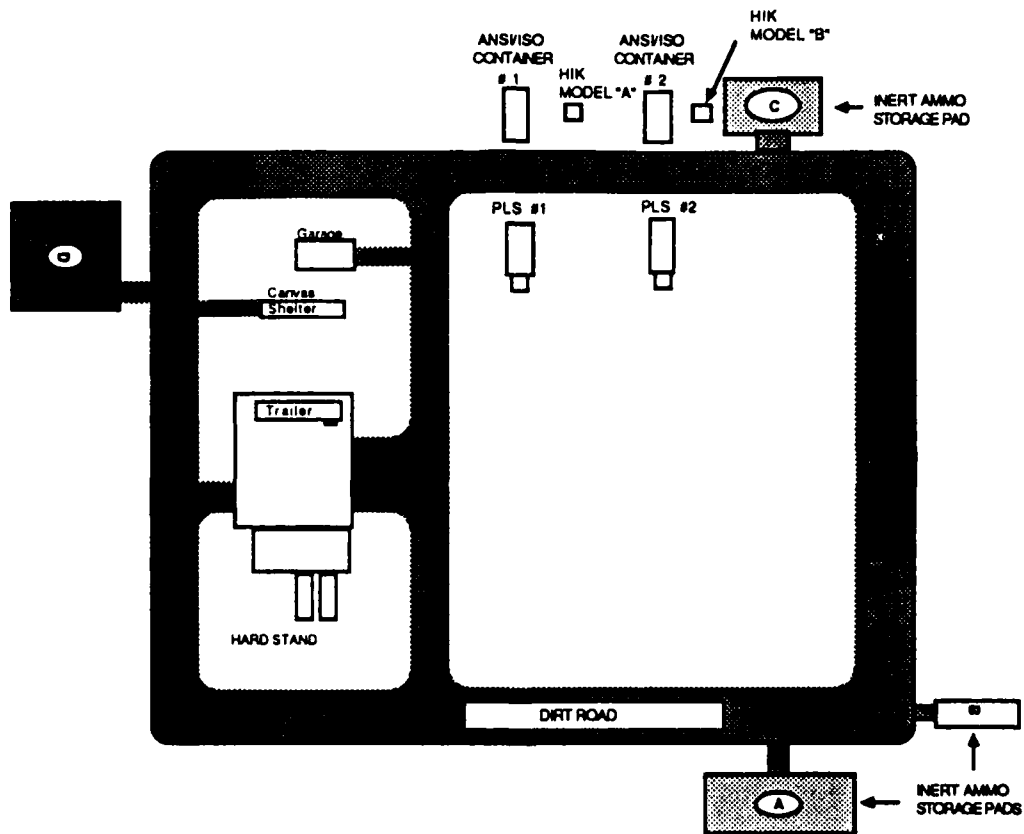 HIK
MODEL "B"
ANSI/ISO
CONTAINER
# 1
HIK
MODEL "A"
ANSI/ISO
CONTAINER
# 2
C
INERT AMMO
STORAGE PAD
PLS #1
PLS #2
Garage
D
Canvas
Shelter
Trailer
HARD STAND
DIRT ROAD
B
A
INERT AMMO
STORAGE PADS